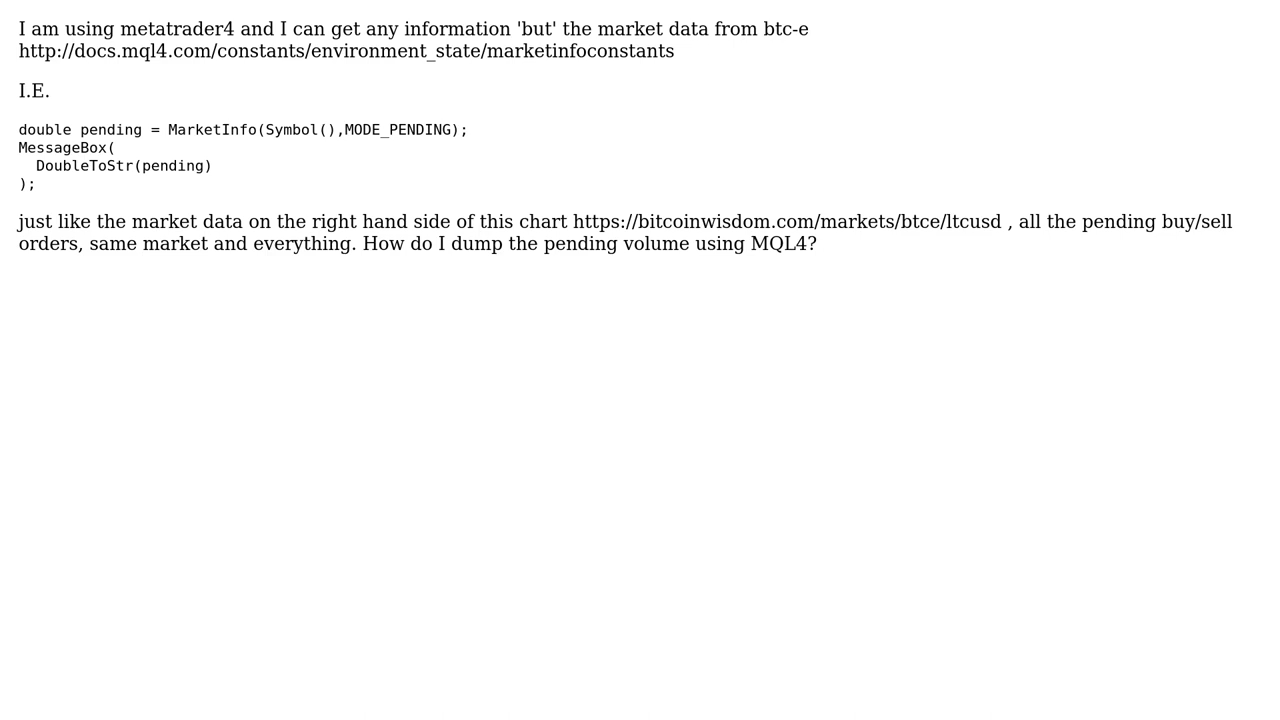 I am using metatrader4 and I can get any information 'but' the market data from btc-e
http://docs.mql4.com/constants/environment_state/marketinfoconstants
I.E.
double pending = MarketInfo(Symbol(),MODE_PENDING);
MessageBox(
  DoubleToStr(pending)
);
just like the market data on the right hand side of this chart https://bitcoinwisdom.com/markets/btce/ltcusd , all the pending buy/sell
orders, same market and everything. How do I dump the pending volume using MQL4?